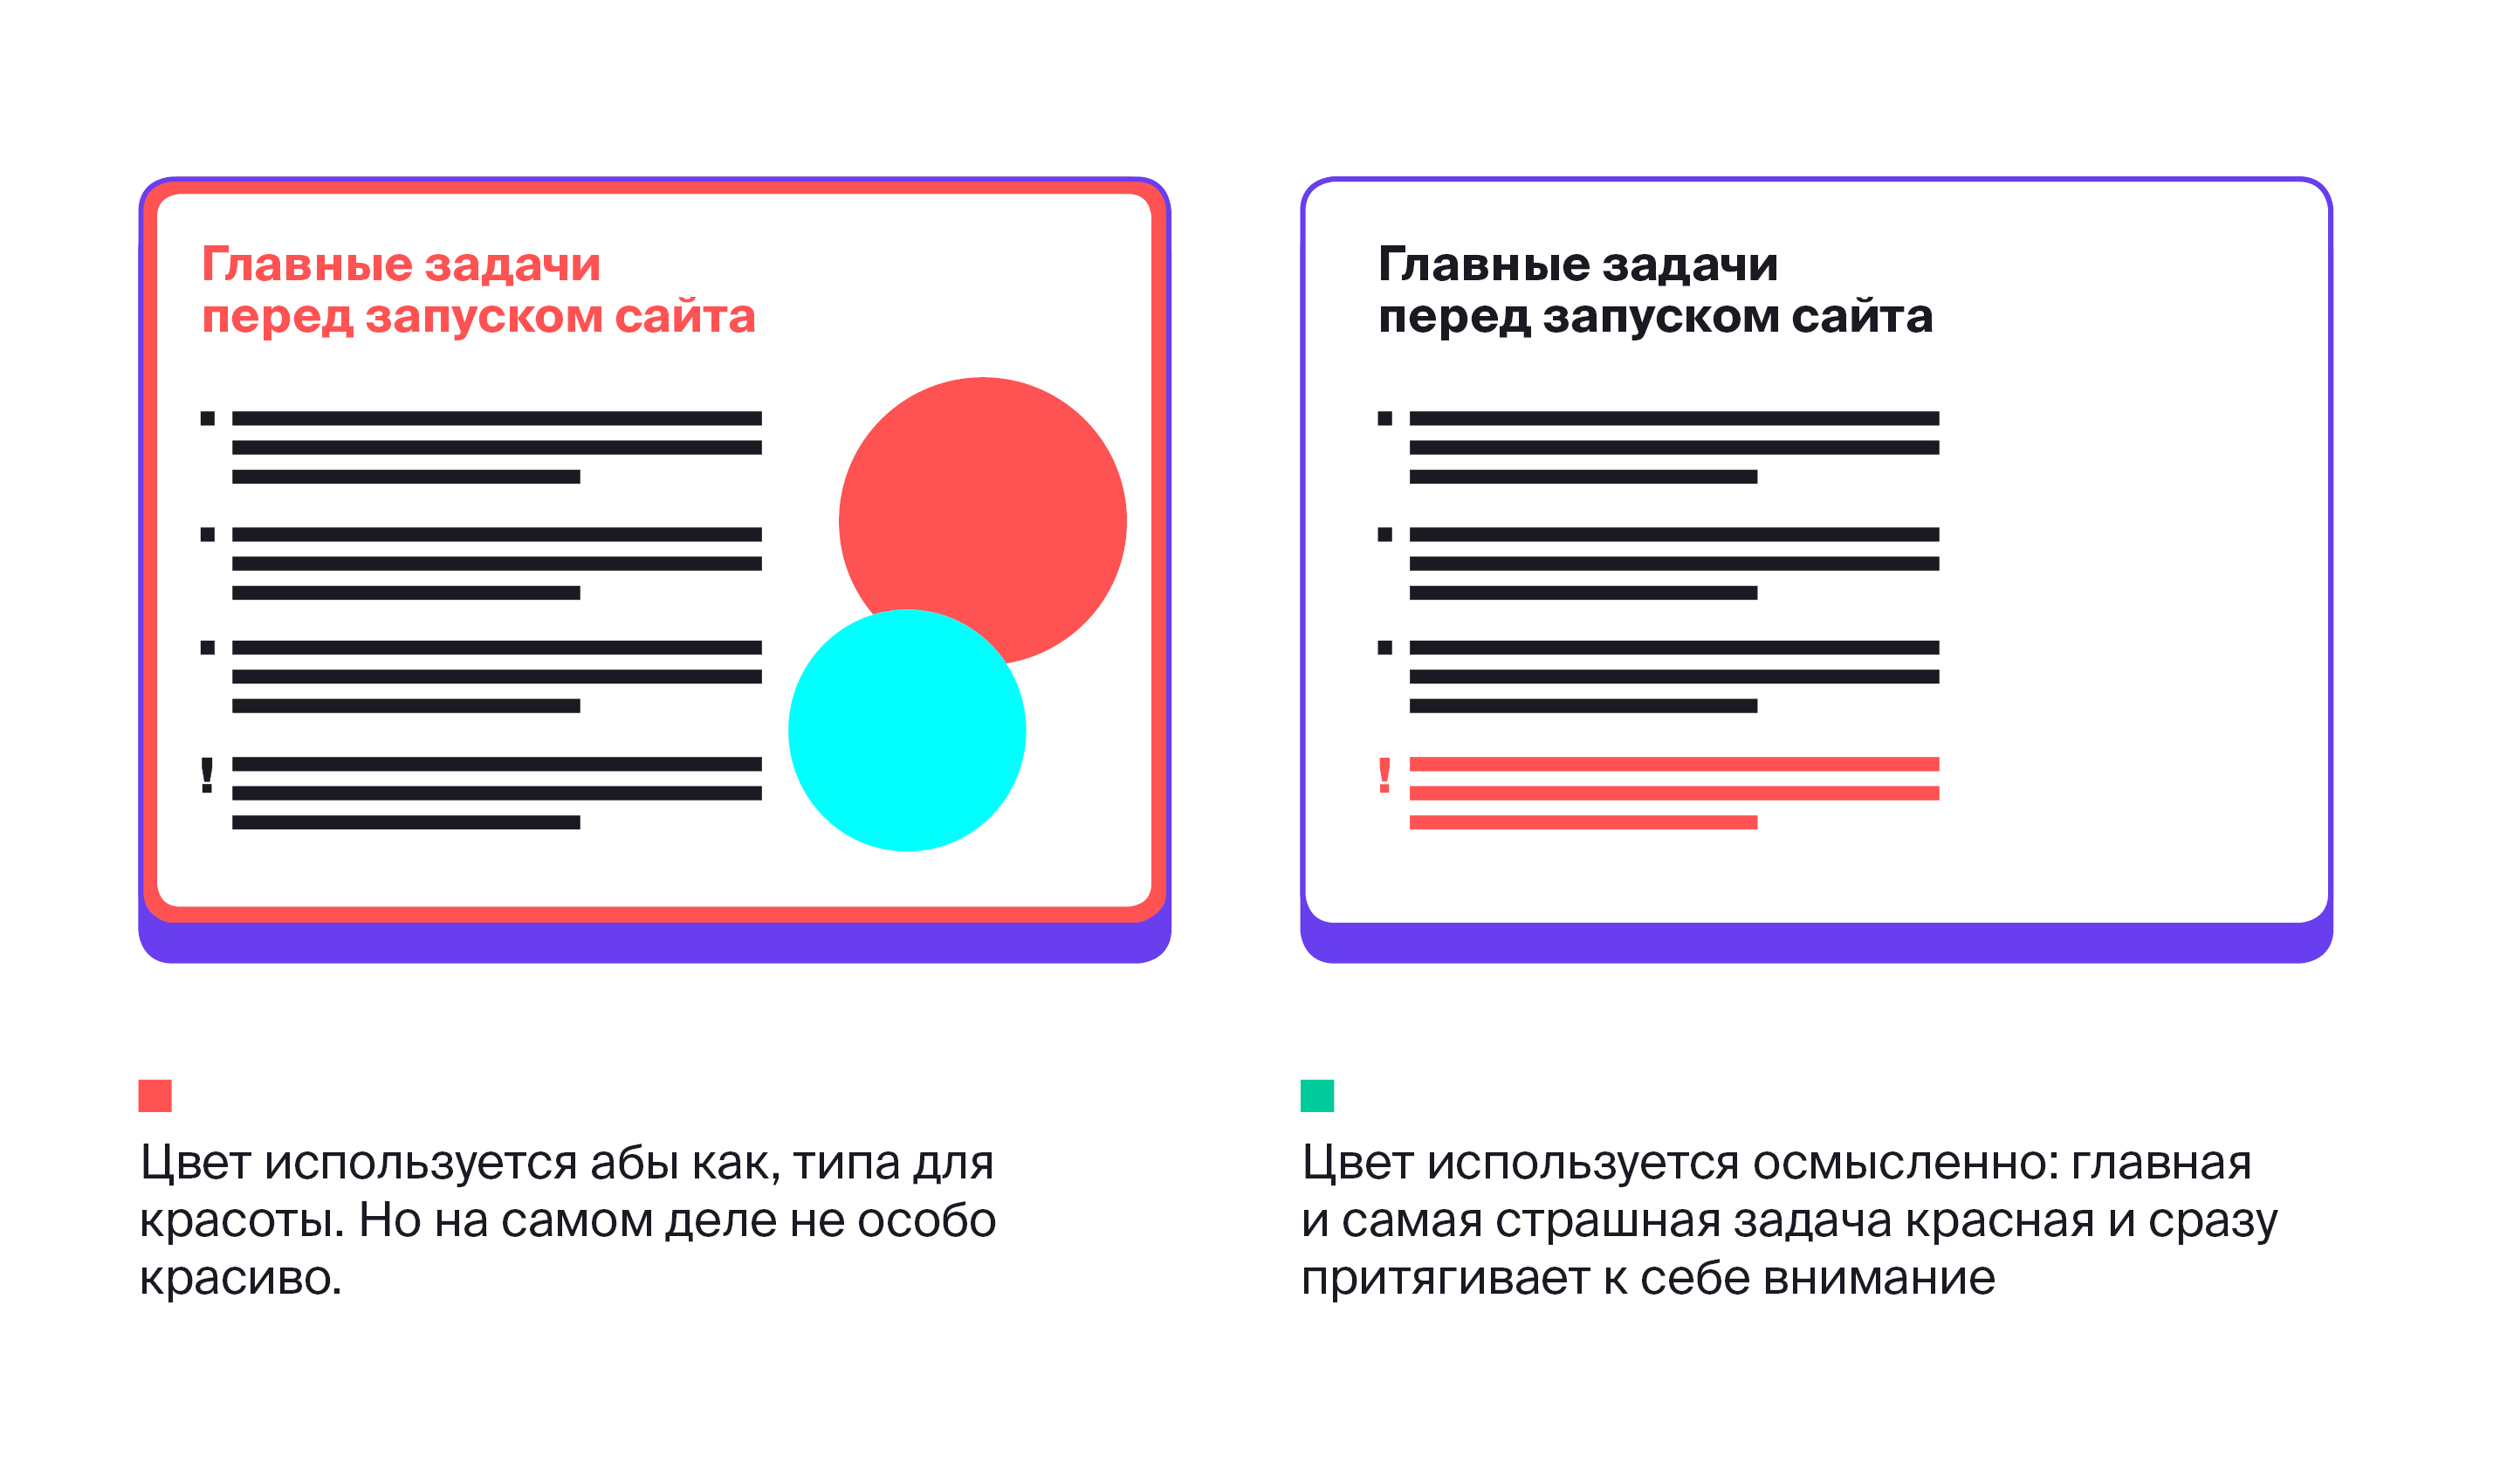 Главные задачи
перед запуском сайта
!
Главные задачи
перед запуском сайта
!
Цвет используется абы как, типа для
красоты. Но на самом деле не особо
красиво.
Цвет используется осмысленно: главная
и самая страшная задача красная и сразу
притягивает к себе внимание